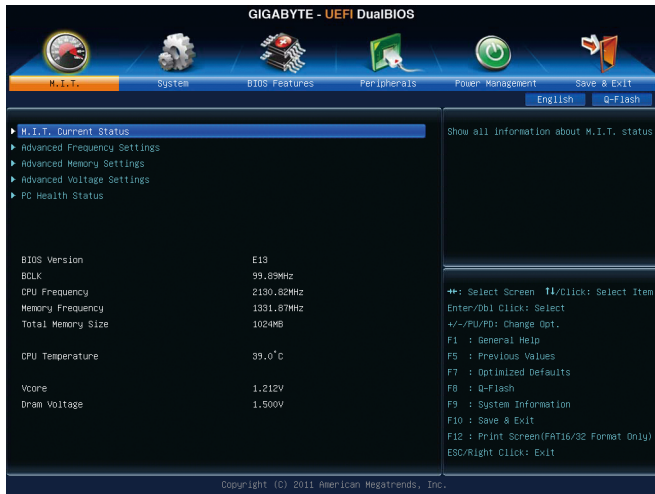 GIGABYTE - UEFI DualBIOS
M.I.T. System BIOS Features Peripherals Power Management Save & Exit
English Q-Flash
M.I.T. Current Status
Advanced Frequency Settings
Advanced Memory Settings
Advanced Voltage Settings
PC Health Status
Show all information about M.I.T. status
BIOS Version E13
BCLK 99.89MHz
CPU Frequency 2130.82MHz
Memory Frequency 1331.87MHz
Total Memory Size 1024MB
CPU Temperature 39.0°C
Vcore 1.212V
Dram Voltage 1.500V
→←: Select Screen ↑↓/Click: Select Item
Enter/Dbl Click: Select
+/-/PU/PD: Change Opt.
F1 : General Help
F5 : Previous Values
F7 : Optimized Defaults
F8 : Q-Flash
F9 : System Information
F10 : Save & Exit
F12 : Print Screen(FAT16/32 Format Only)
ESC/Right Click: Exit
Copyright (C) 2011 American Megatrends, Inc.